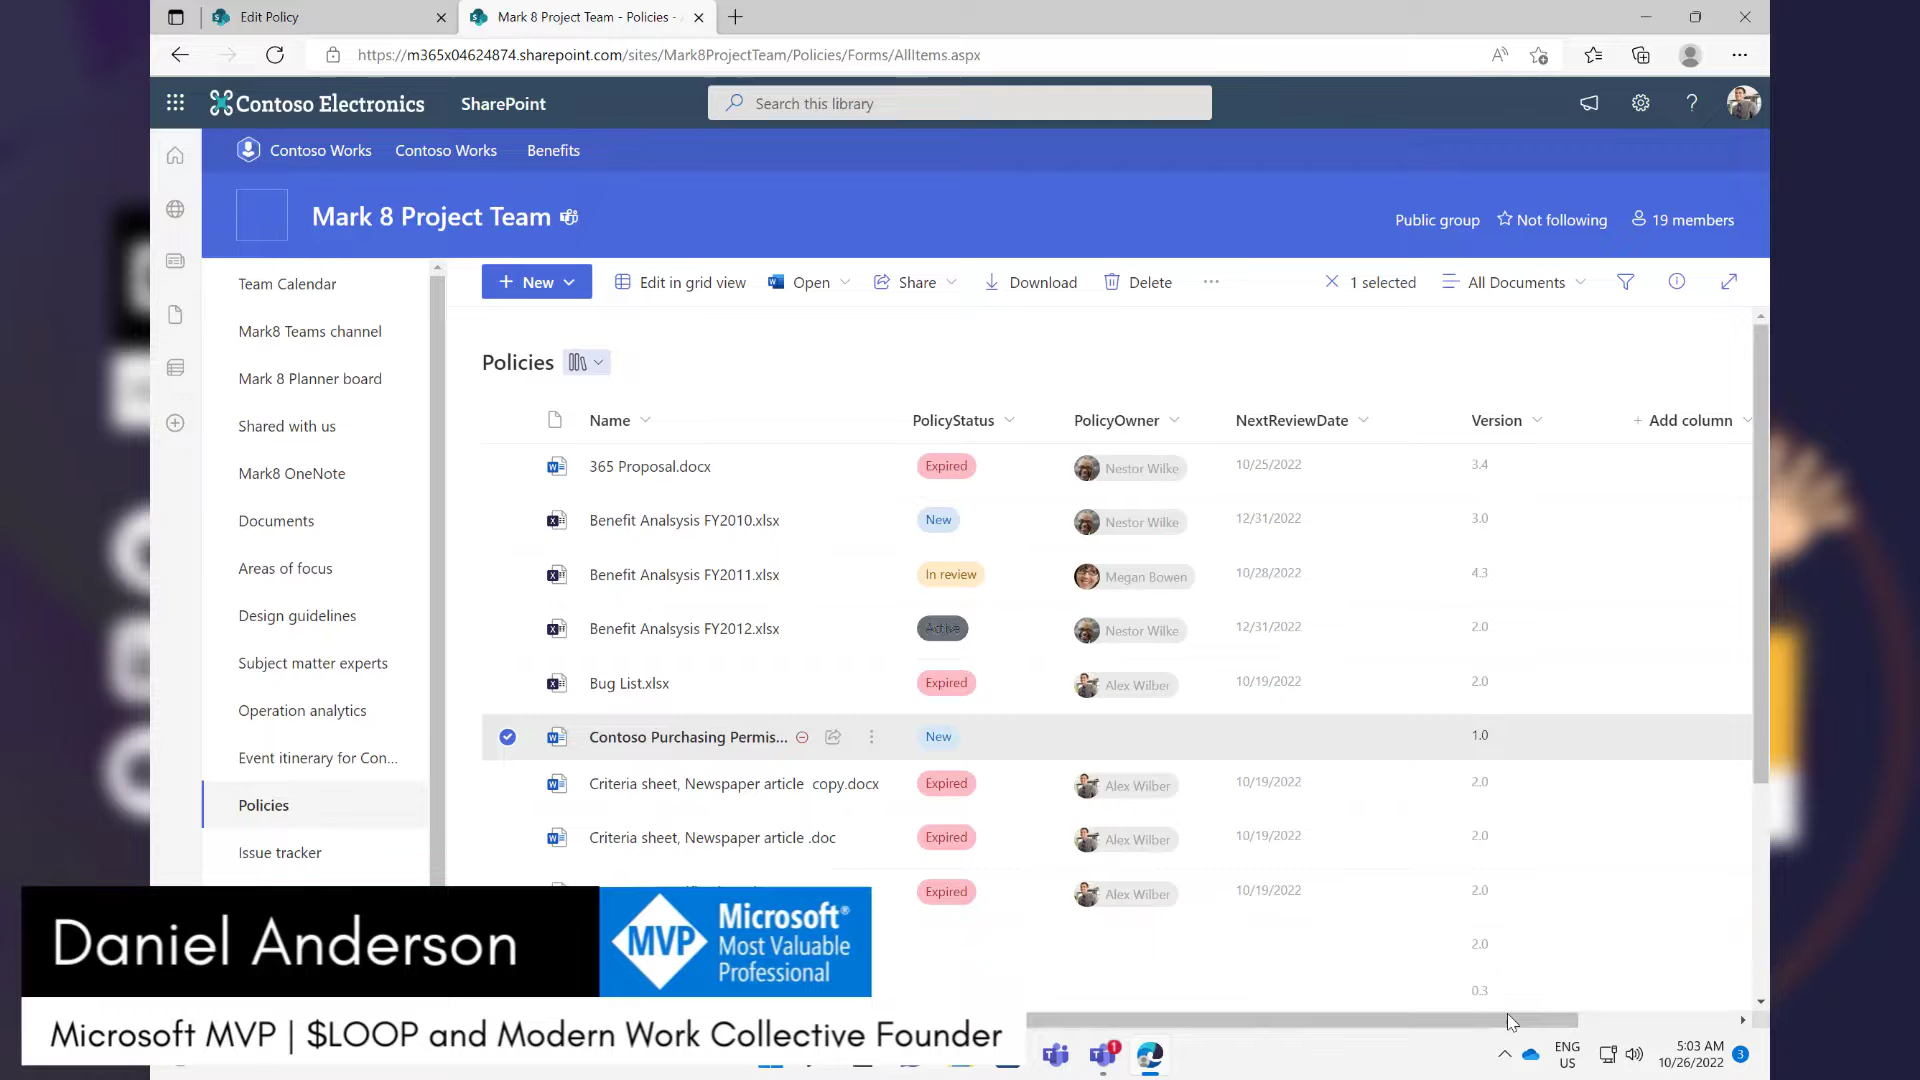 Edit Policy
Mark 8 Project Team - Policies -
https://m365x04624874.sharepoint.com/sites/Mark8ProjectTeam/Policies/Forms/AllItems.aspx
Contoso Electronics SharePoint
Search this library
Contoso Works Contoso Works Benefits
Mark 8 Project Team
Public group Not following 19 members
+ New Edit in grid view Open Share Download Delete ... 1 selected All Documents
Team Calendar
Mark8 Teams channel
Mark 8 Planner board
Shared with us
Mark8 OneNote
Documents
Areas of focus
Design guidelines
Subject matter experts
Operation analytics
Event itinerary for Con...
Policies
Issue tracker
Policies
Name PolicyStatus PolicyOwner NextReviewDate Version + Add column
365 Proposal.docx Expired Nestor Wilke 10/25/2022 3.4
Benefit Analsysis FY2010.xlsx New Nestor Wilke 12/31/2022 3.0
Benefit Analsysis FY2011.xlsx In review Megan Bowen 10/28/2022 4.3
Benefit Analsysis FY2012.xlsx Active Nestor Wilke 12/31/2022 2.0
Bug List.xlsx Expired Alex Wilber 10/19/2022 2.0
Contoso Purchasing Permis... New 1.0
Criteria sheet, Newspaper article copy.docx Expired Alex Wilber 10/19/2022 2.0
Criteria sheet, Newspaper article .doc Expired Alex Wilber 10/19/2022 2.0
Expired Alex Wilber 10/19/2022 2.0
2.0
0.3
Daniel Anderson
MVP
Microsoft®
Most Valuable
Professional
Microsoft MVP | $LOOP and Modern Work Collective Founder
1
ENG
US
5:03 AM
10/26/2022
3